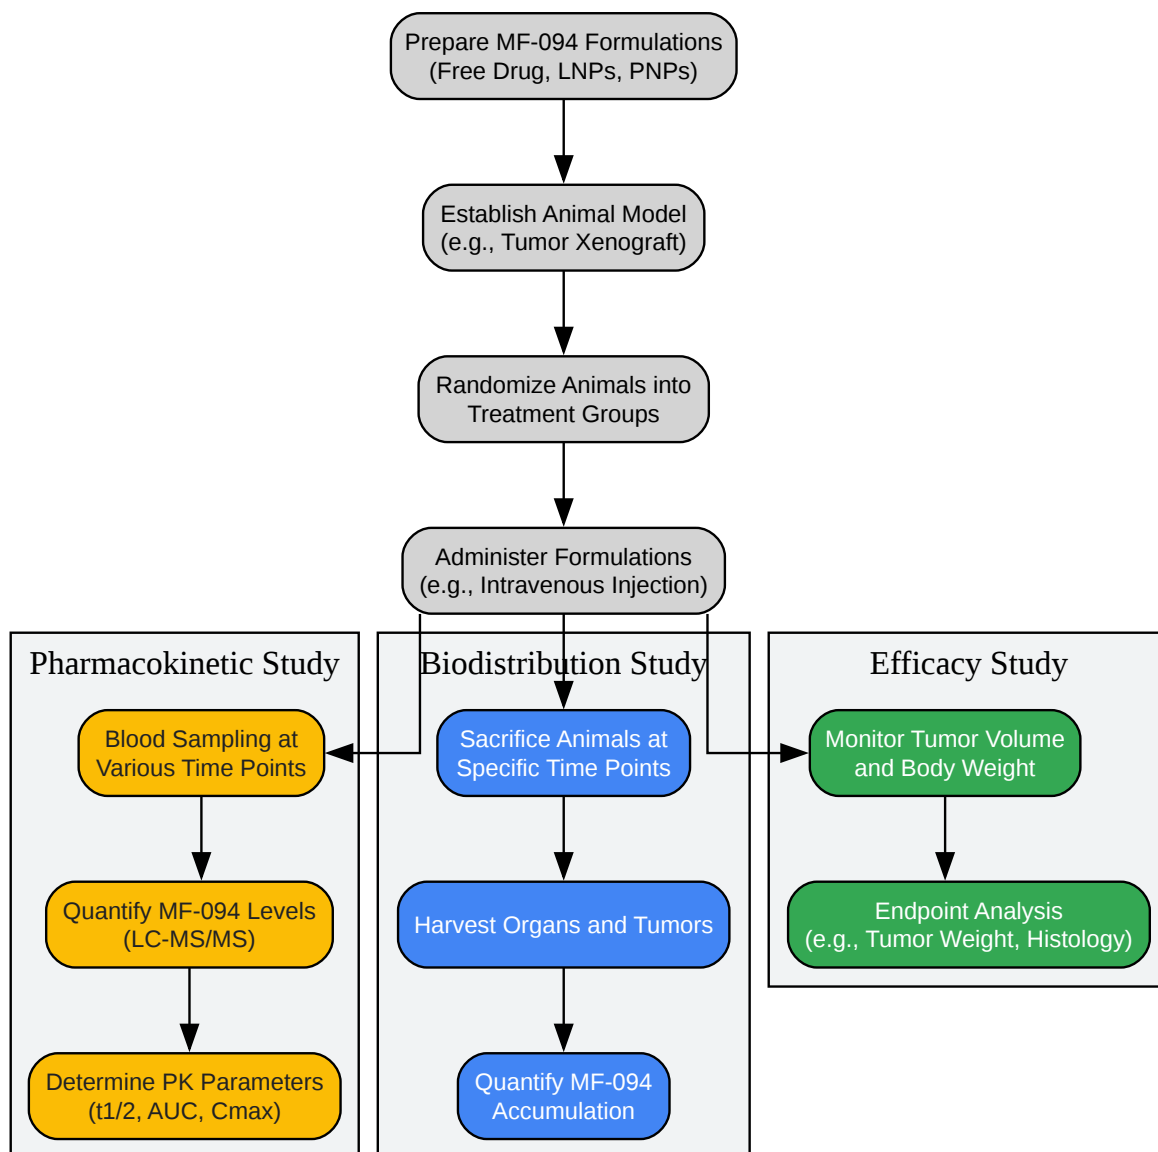 Prepare MF-094 Formulations
(Free Drug, LNPs, PNPs)
Establish Animal Model
(e.g., Tumor Xenograft)
Randomize Animals into
Treatment Groups
Administer Formulations
(e.g., Intravenous Injection)
Pharmacokinetic Study
Blood Sampling at
Various Time Points
Quantify MF-094 Levels
(LC-MS/MS)
Determine PK Parameters
(t1/2, AUC, Cmax)
Biodistribution Study
Sacrifice Animals at
Specific Time Points
Harvest Organs and Tumors
Quantify MF-094
Accumulation
Efficacy Study
Monitor Tumor Volume
and Body Weight
Endpoint Analysis
(e.g., Tumor Weight, Histology)